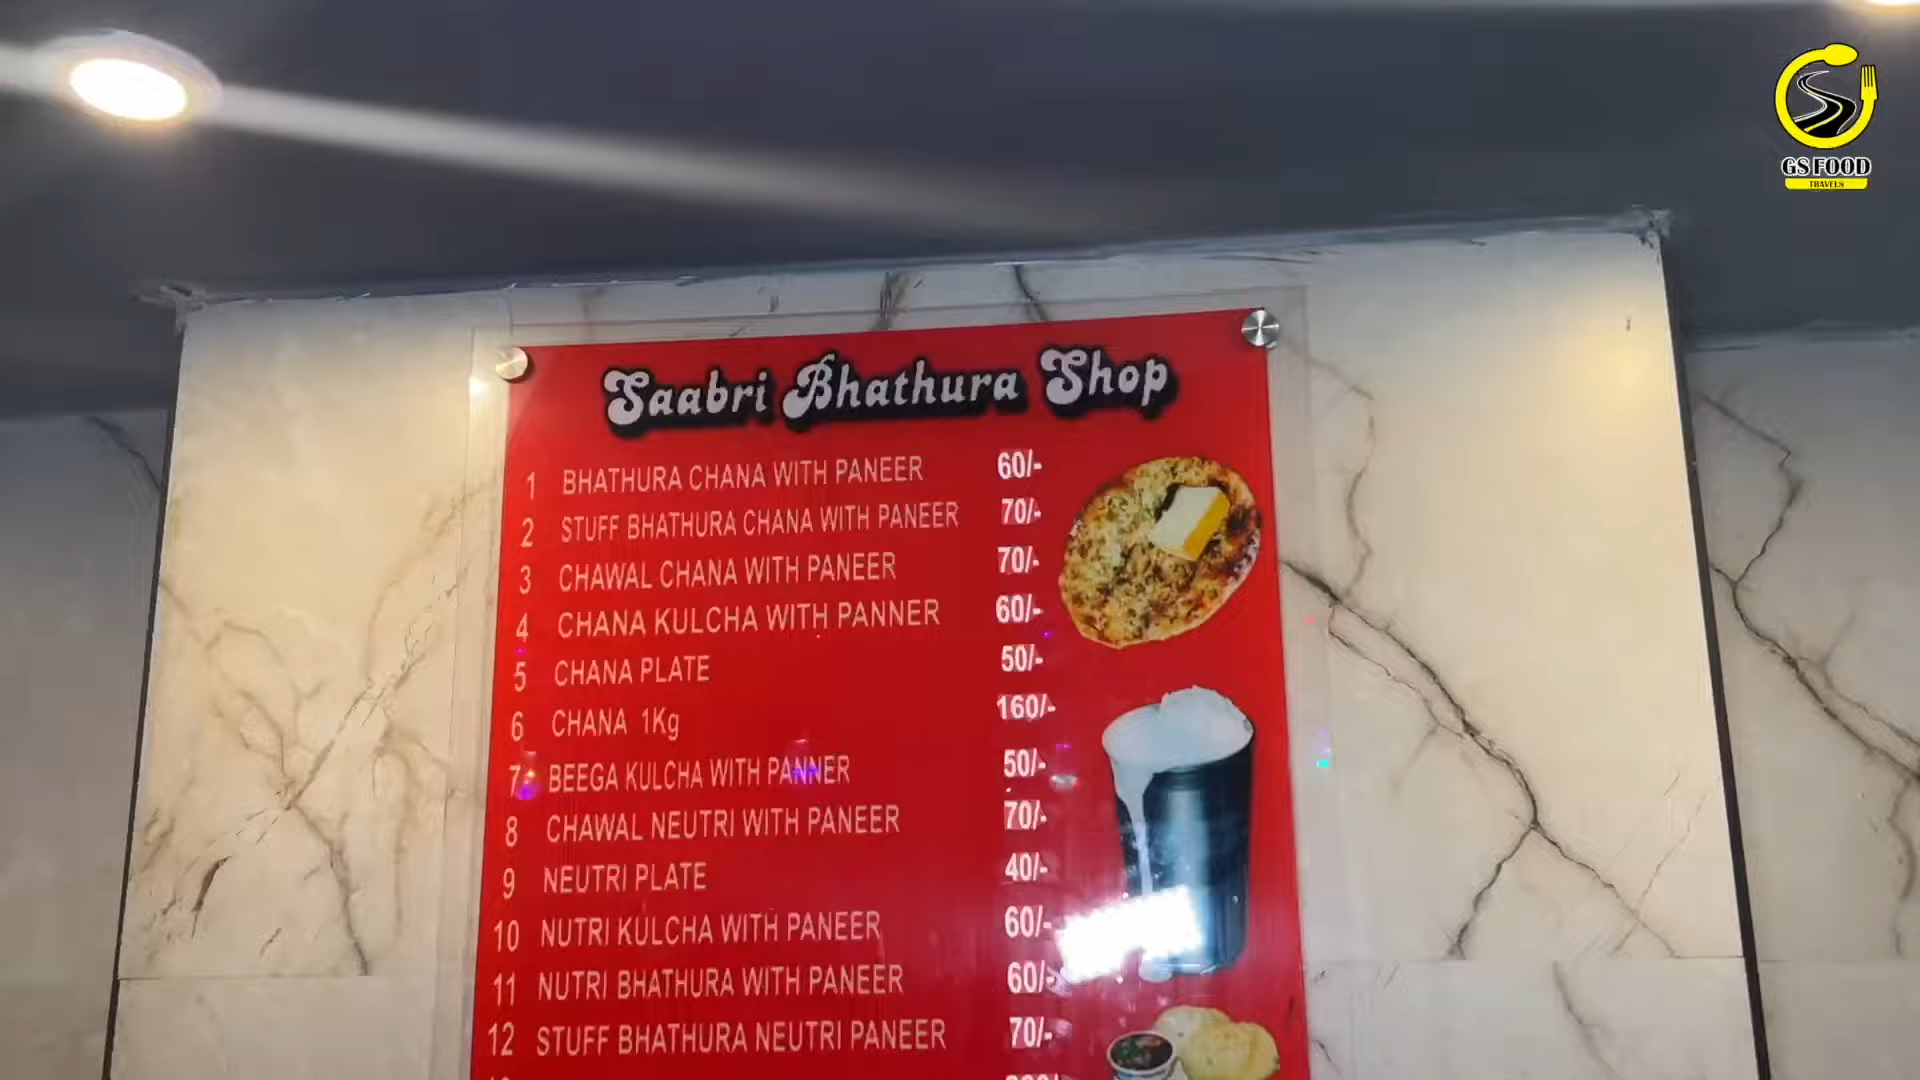 GS FOOD
TRAVELS
Saabri Bhathura Shop
1 BHATHURA CHANA WITH PANEER 60/-
2 STUFF BHATHURA CHANA WITH PANEER 70/-
3 CHAWAL CHANA WITH PANEER 70/-
4 CHANA KULCHA WITH PANNER 60/-
5 CHANA PLATE 50/-
6 CHANA 1Kg 160/-
7 BEEGA KULCHA WITH PANNER 50/-
8 CHAWAL NEUTRI WITH PANEER 70/-
9 NEUTRI PLATE 40/-
10 NUTRI KULCHA WITH PANEER 60/-
11 NUTRI BHATHURA WITH PANEER 60/-
12 STUFF BHATHURA NEUTRI PANEER 70/-